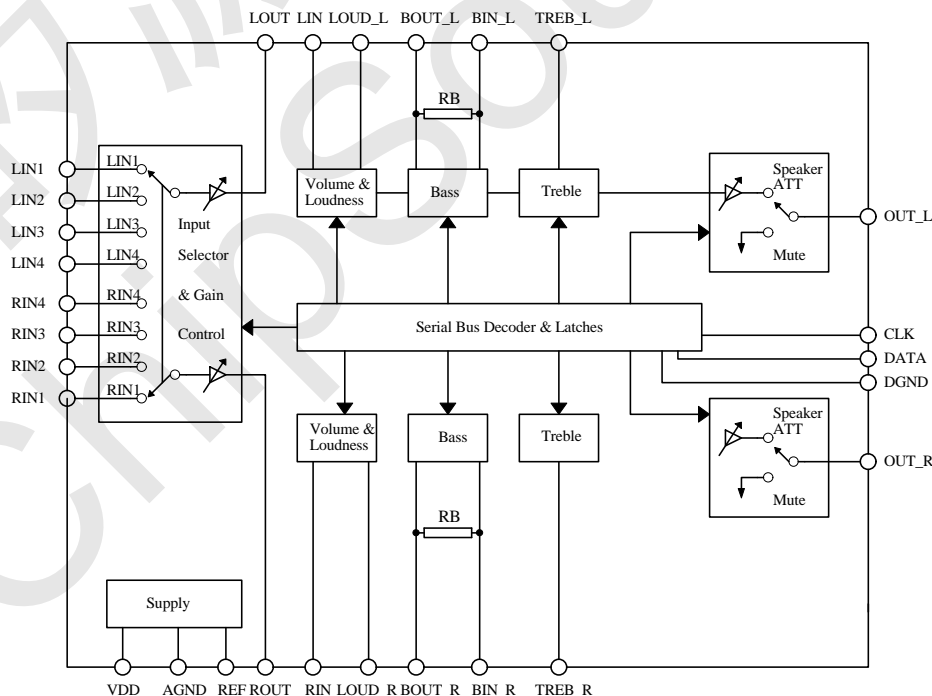 LOUT LIN LOUD_L BOUT_L BIN_L TREB_L
RB
LIN1
LIN2
LIN3
LIN4
RIN4
RIN3
RIN2
RIN1
LIN1
LIN2
LIN3
LIN4
RIN4
RIN3
RIN2
RIN1
Input
Selector
& Gain
Control
Volume &
Loudness
Bass
Treble
Speaker
ATT
Mute
OUT_L
Serial Bus Decoder & Latches
CLK
DATA
DGND
Volume &
Loudness
Bass
Treble
Speaker
ATT
Mute
OUT_R
RB
Supply
VDD AGND REF ROUT RIN LOUD_R BOUT_R BIN_R TREB_R